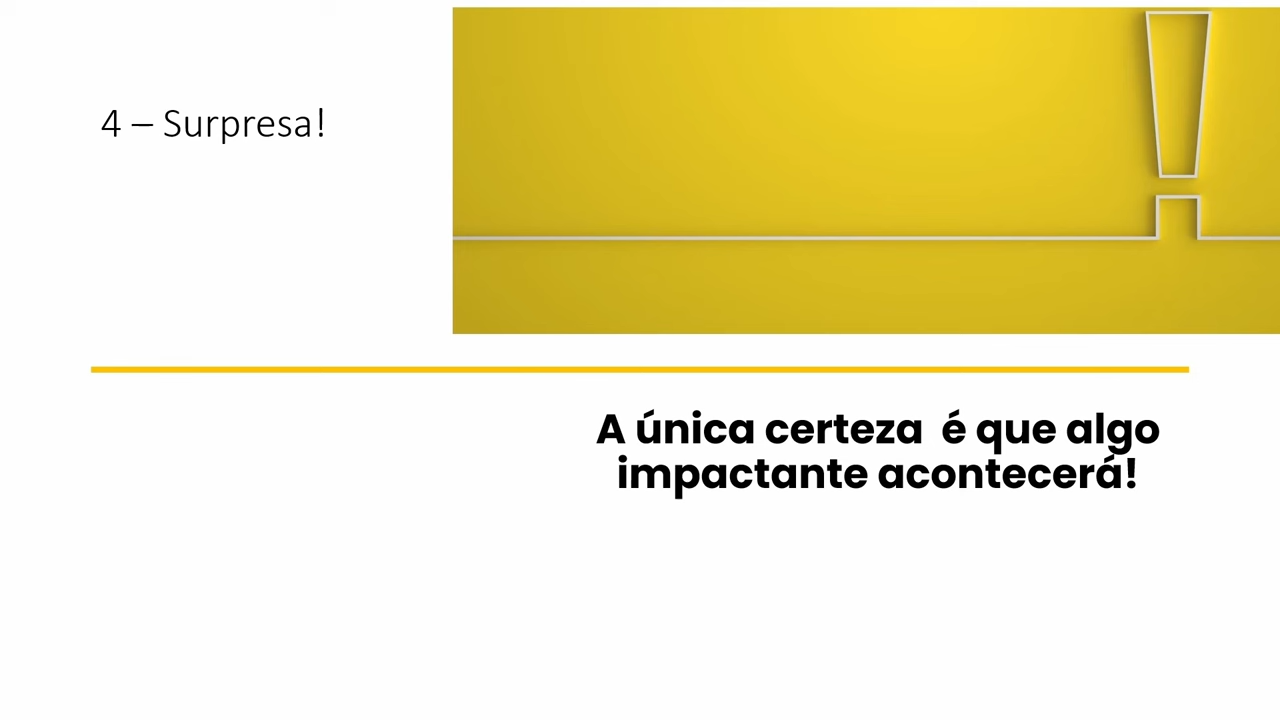 4 – Surpresa!
A única certeza  é que algo
impactante acontecerá!